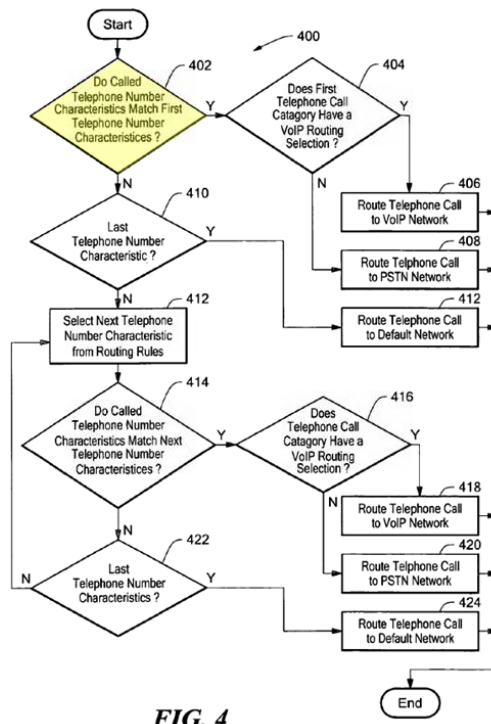 Start
400
402
Do Called
Telephone Number
Characteristics Match First
Telephone Number
Characteristices ?
Y
N
404
Does First
Telephone Call
Catagory Have a
VoIP Routing
Selection ?
Y
N
406
Route Telephone Call
to VoIP Network
408
Route Telephone Call
to PSTN Network
410
Last
Telephone Number
Characteristic ?
Y
N
412
Route Telephone Call
to Default Network
412
Select Next Telephone
Number Characteristic
from Routing Rules
414
Do Called
Telephone Number
Characteristics Match Next
Telephone Number
Characteristices ?
Y
N
416
Does
Telephone Call
Catagory Have a
VoIP Routing
Selection ?
Y
N
418
Route Telphone Call
to VoIP Network
420
Route Telphone Call
to PSTN Network
422
Last
Telephone Number
Characteristics ?
N
Y
424
Route Telephone Call
to Default Network
End
FIG. 4